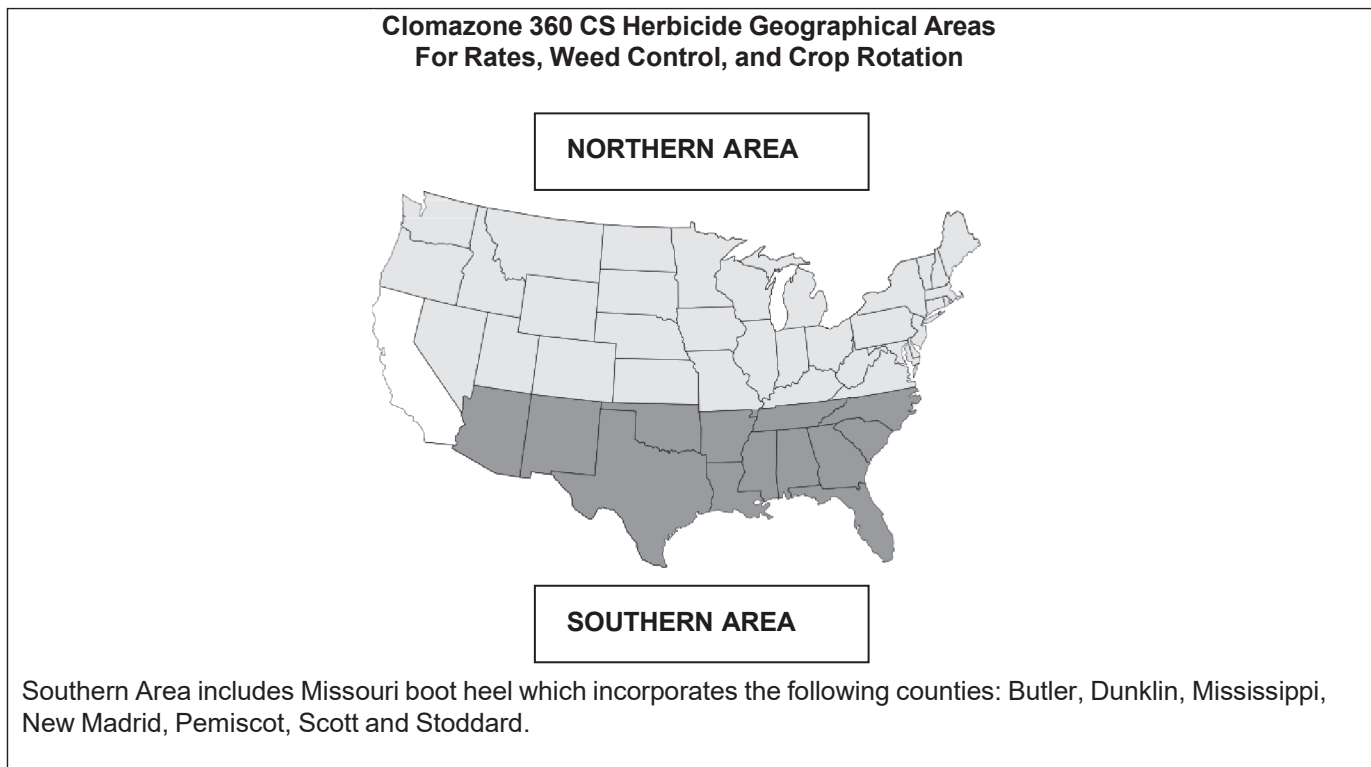 Clomazone 360 CS Herbicide Geographical Areas
For Rates, Weed Control, and Crop Rotation
NORTHERN AREA
SOUTHERN AREA
Southern Area includes Missouri boot heel which incorporates the following counties: Butler, Dunklin, Mississippi,
New Madrid, Pemiscot, Scott and Stoddard.